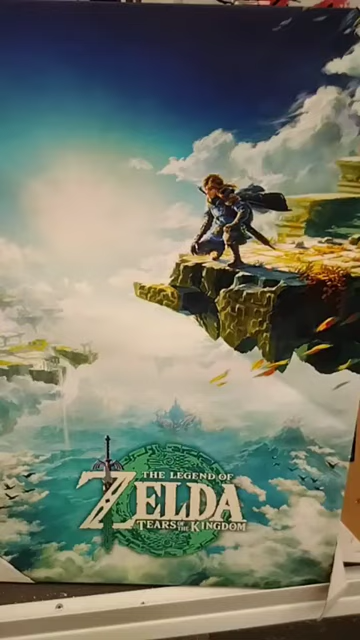 THE LEGEND OF
ZELDA
TEARS OF THE KINGDOM